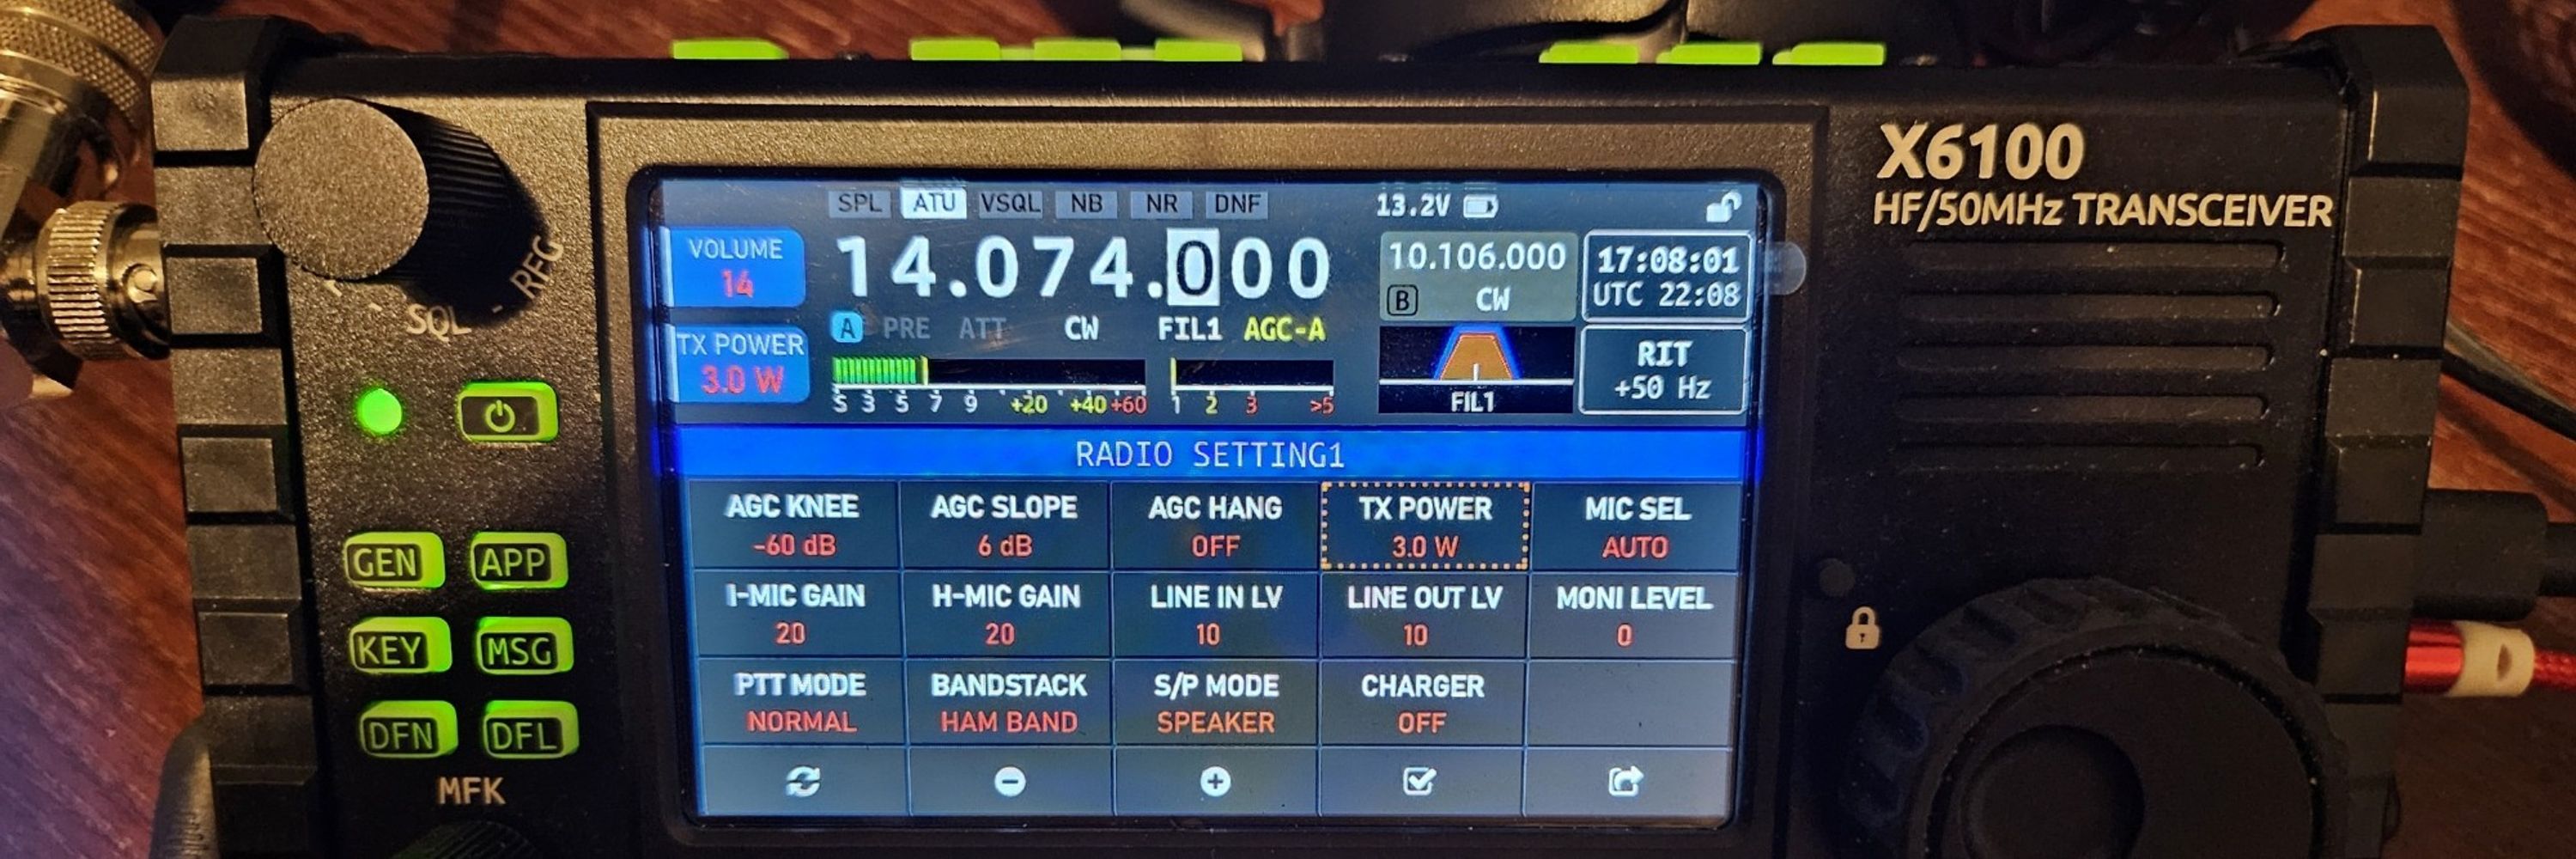 X6100
HF/50MHz TRANSCEIVER
SPL ATU VSQL NB NR DNF 13.2V
VOLUME
14
14.074.000
10.106.000
B CW
17:08:01
UTC 22:08
A PRE ATT CW FIL1 AGC-A
TX POWER
3.0 W
S 3 5 7 9 +20 +40 +60
1 2 3 >5
FIL1
RIT
+50 Hz
RADIO SETTING1
AGC KNEE AGC SLOPE AGC HANG TX POWER MIC SEL
-60 dB 6 dB OFF 3.0 W AUTO
I-MIC GAIN H-MIC GAIN LINE IN LV LINE OUT LV MONI LEVEL
20 20 10 10 0
PTT MODE BANDSTACK S/P MODE CHARGER
NORMAL HAM BAND SPEAKER OFF
SQL - RFG
GEN APP
KEY MSG
DFN DFL
MFK